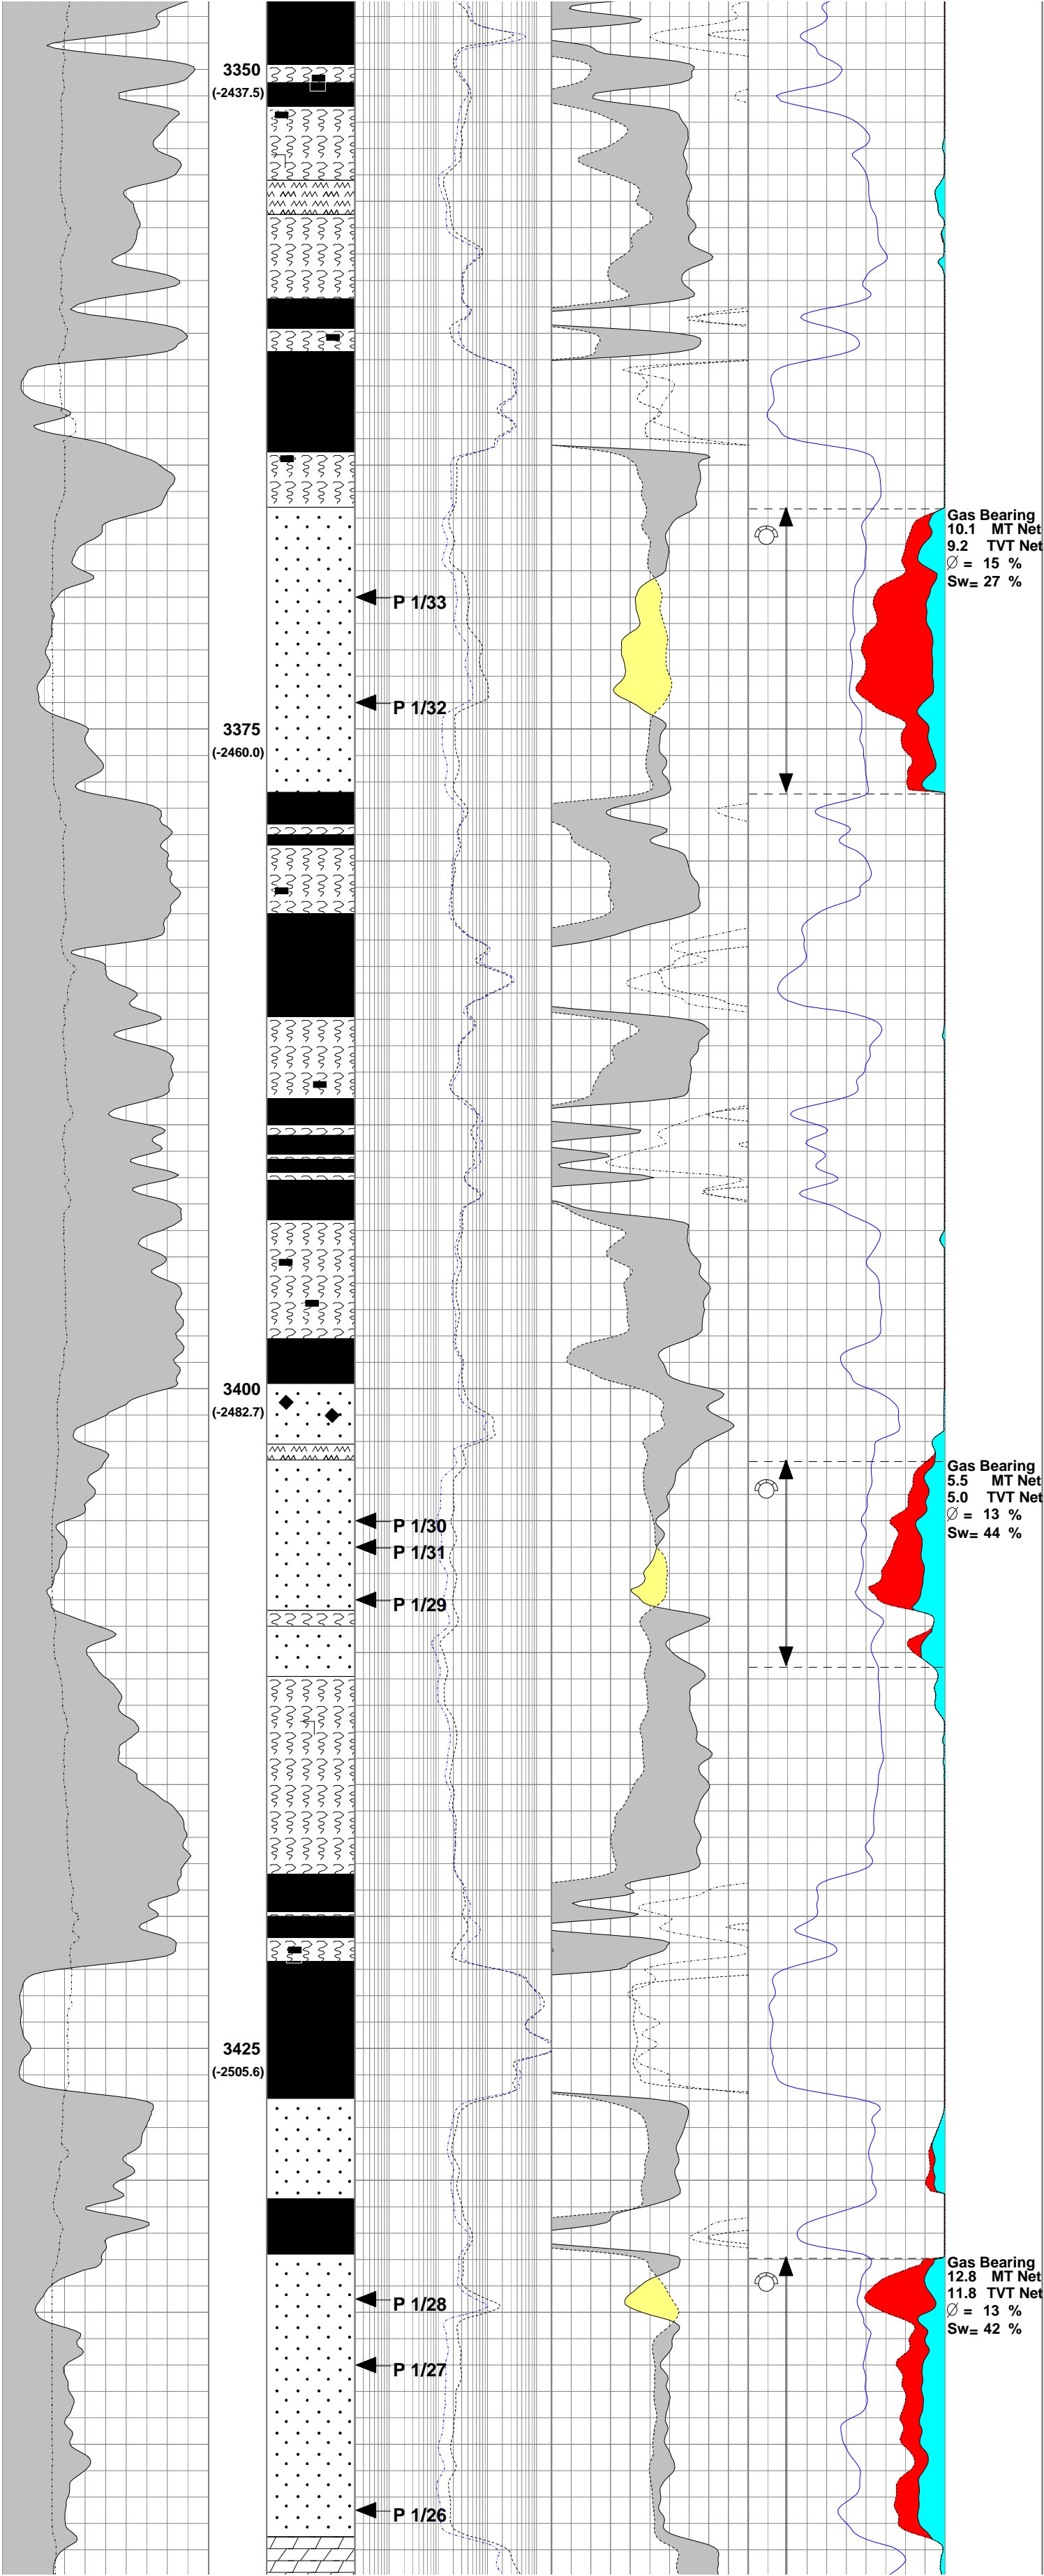 3350
(-2437.5)
Gas Bearing
10.1 MT Net
9.2 TVT Net
Ø = 15 %
Sw= 27 %
P 1/33
P 1/32
3375
(-2460.0)
3400
(-2482.7)
Gas Bearing
5.5 MT Net
5.0 TVT Net
Ø = 13 %
Sw= 44 %
P 1/30
P 1/31
P 1/29
3425
(-2505.6)
Gas Bearing
12.8 MT Net
11.8 TVT Net
Ø = 13 %
Sw= 42 %
P 1/28
P 1/27
P 1/26